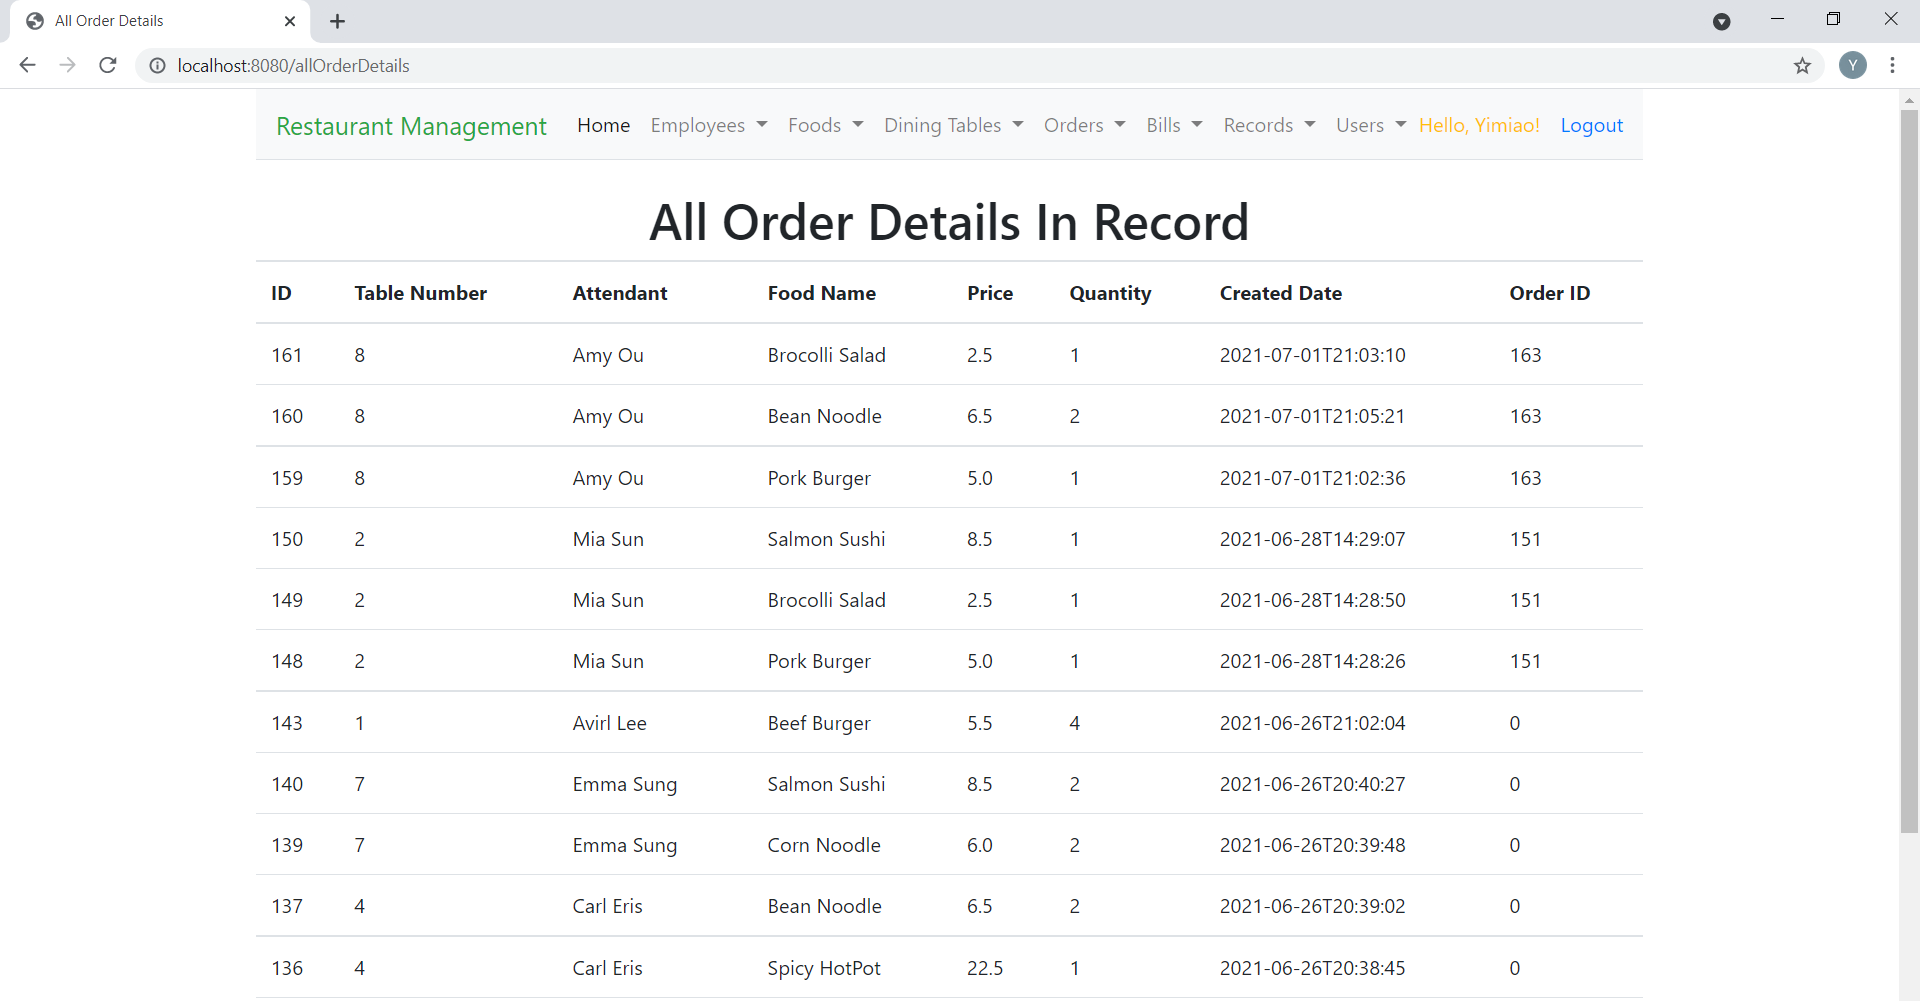 All Order Details
localhost:8080/allOrderDetails
Y
Restaurant Management Home Employees Foods Dining Tables Orders Bills Records Users Hello, Yimiao! Logout
All Order Details In Record
ID Table Number Attendant Food Name Price Quantity Created Date Order ID
161 8 Amy Ou Brocolli Salad 2.5 1 2021-07-01T21:03:10 163
160 8 Amy Ou Bean Noodle 6.5 2 2021-07-01T21:05:21 163
159 8 Amy Ou Pork Burger 5.0 1 2021-07-01T21:02:36 163
150 2 Mia Sun Salmon Sushi 8.5 1 2021-06-28T14:29:07 151
149 2 Mia Sun Brocolli Salad 2.5 1 2021-06-28T14:28:50 151
148 2 Mia Sun Pork Burger 5.0 1 2021-06-28T14:28:26 151
143 1 Avirl Lee Beef Burger 5.5 4 2021-06-26T21:02:04 0
140 7 Emma Sung Salmon Sushi 8.5 2 2021-06-26T20:40:27 0
139 7 Emma Sung Corn Noodle 6.0 2 2021-06-26T20:39:48 0
137 4 Carl Eris Bean Noodle 6.5 2 2021-06-26T20:39:02 0
136 4 Carl Eris Spicy HotPot 22.5 1 2021-06-26T20:38:45 0